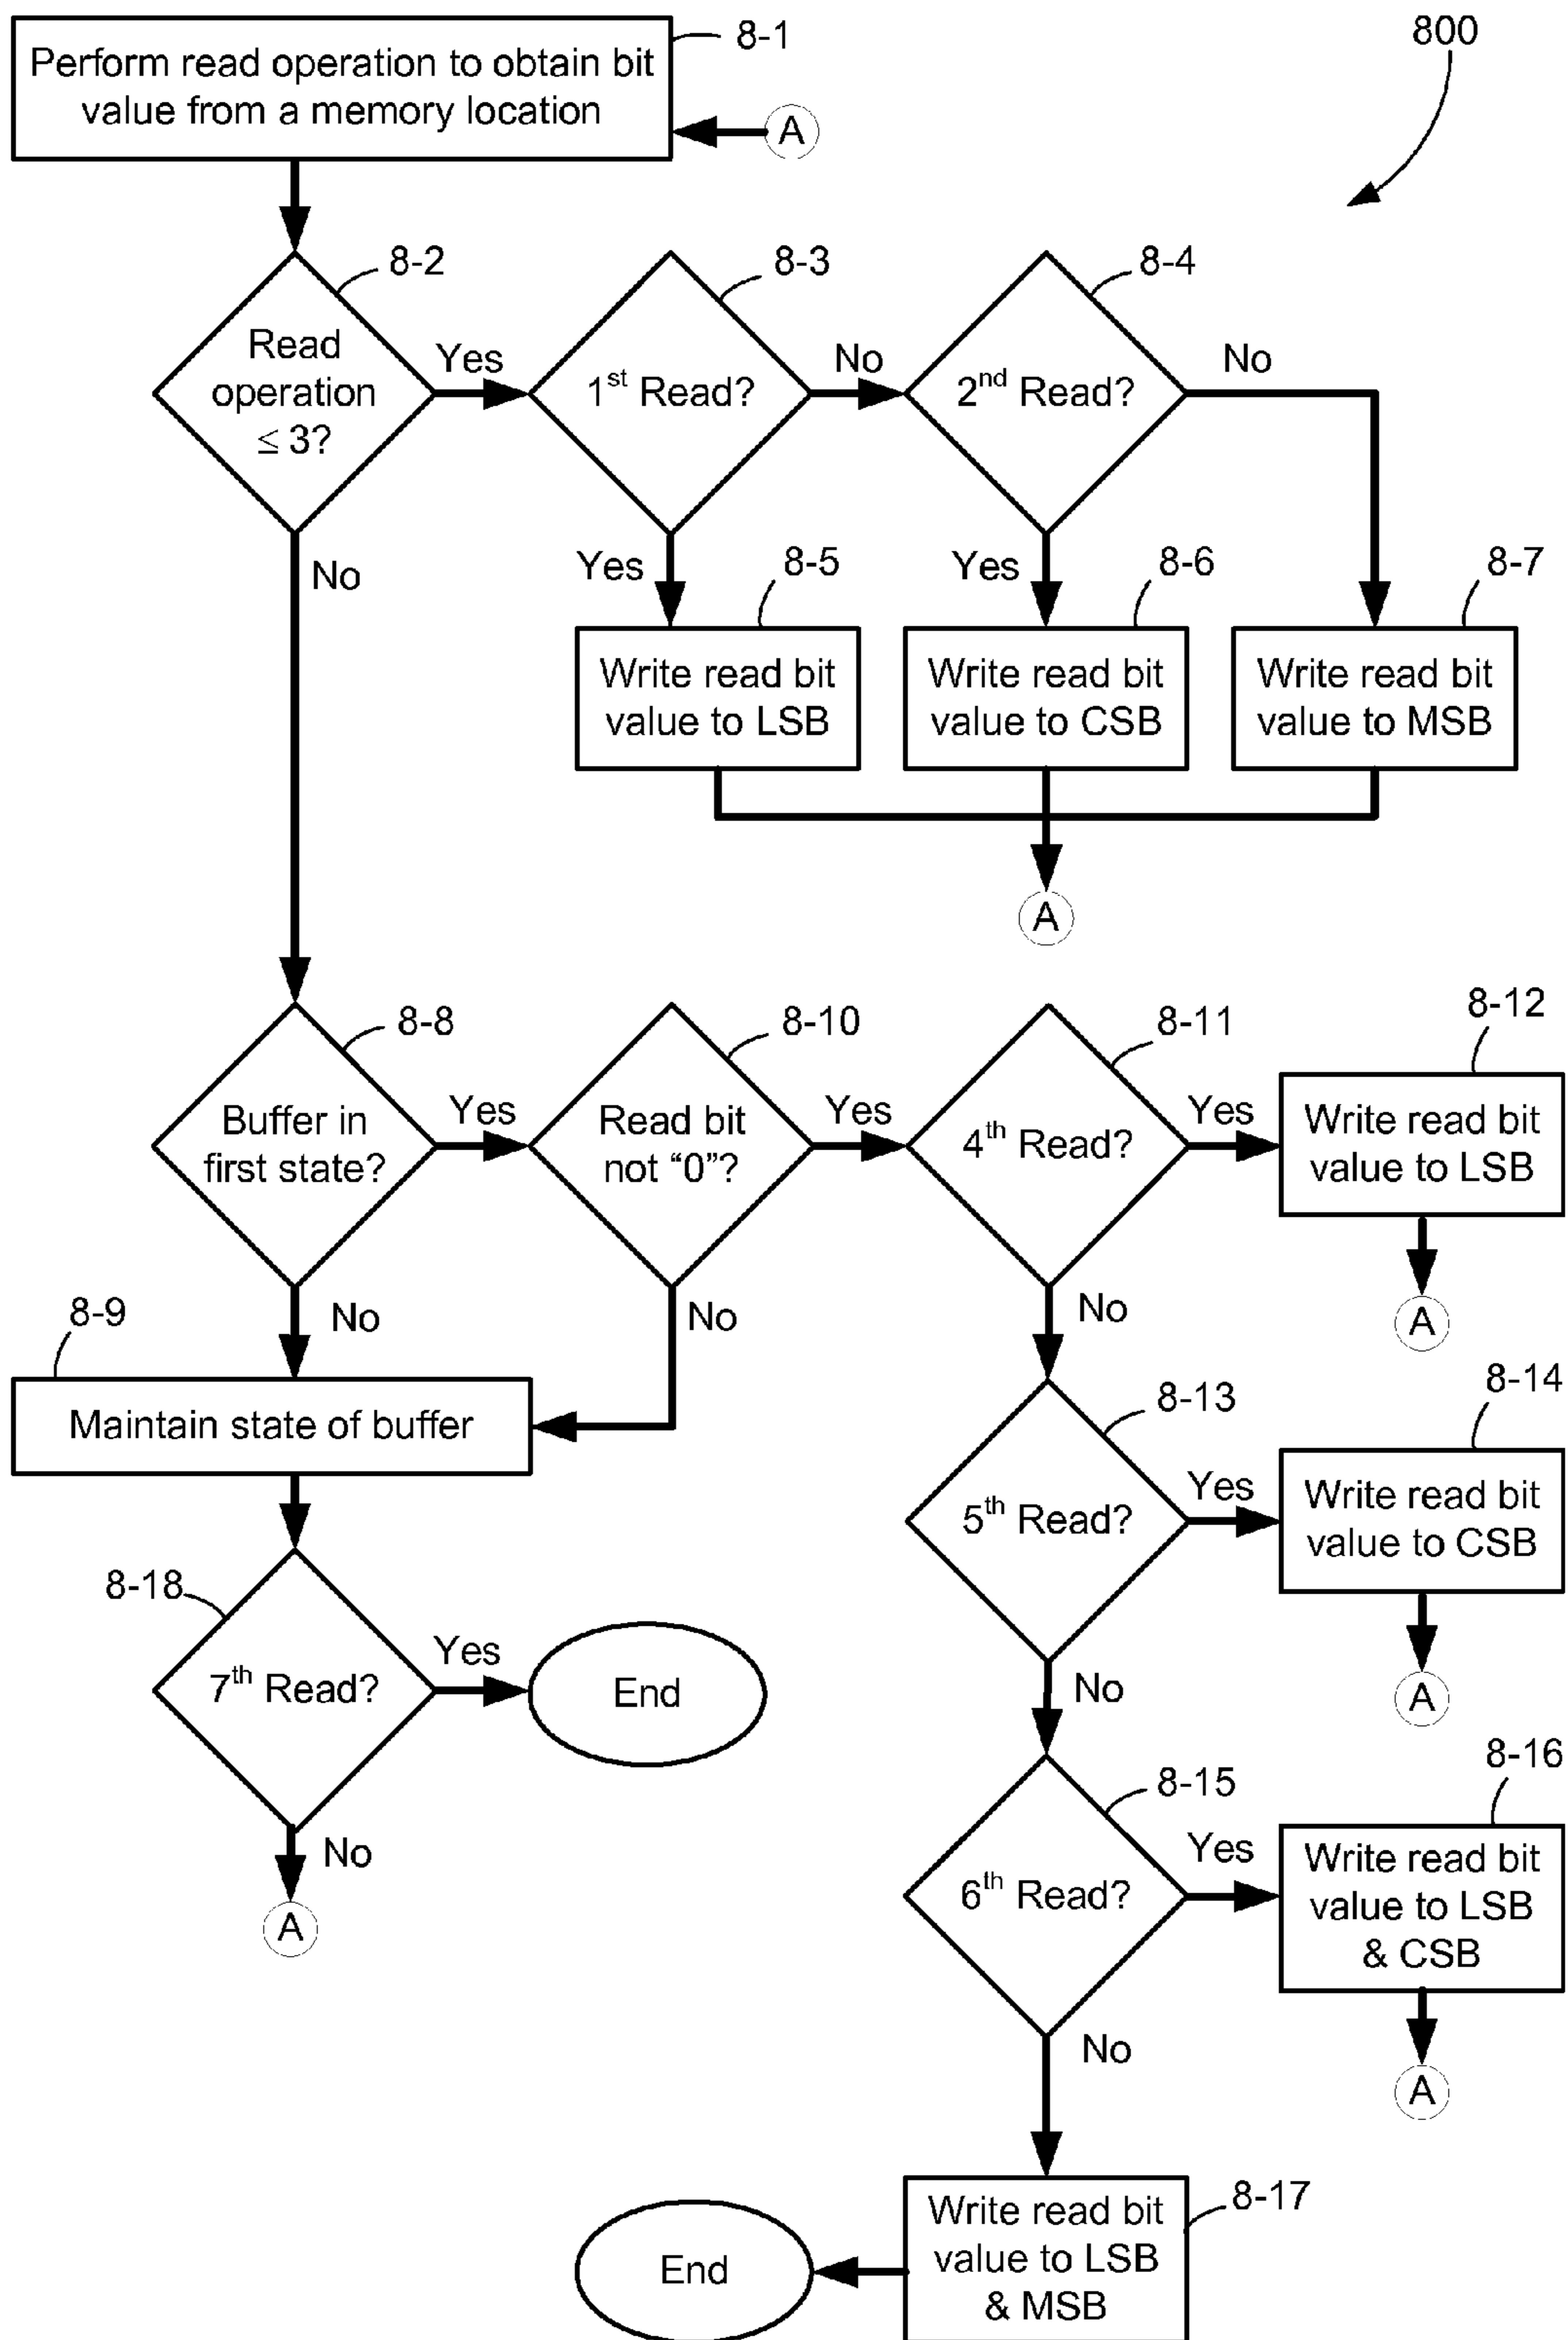 8-1
800
Perform read operation to obtain bit
value from a memory location
A
8-2
8-3
8-4
Read
operation
≤ 3?
Yes
1st Read?
No
2nd Read?
No
No
Yes
8-5
Yes
8-6
8-7
Write read bit
value to LSB
Write read bit
value to CSB
Write read bit
value to MSB
A
8-8
8-10
8-11
8-12
Buffer in
first state?
Yes
Read bit
not “0”?
Yes
4th Read?
Yes
Write read bit
value to LSB
8-9
No
No
No
A
Maintain state of buffer
8-13
8-14
5th Read?
Yes
Write read bit
value to CSB
8-18
7th Read?
Yes
End
No
A
8-15
8-16
No
A
6th Read?
Yes
Write read bit
value to LSB
& CSB
No
A
8-17
End
Write read bit
value to LSB
& MSB